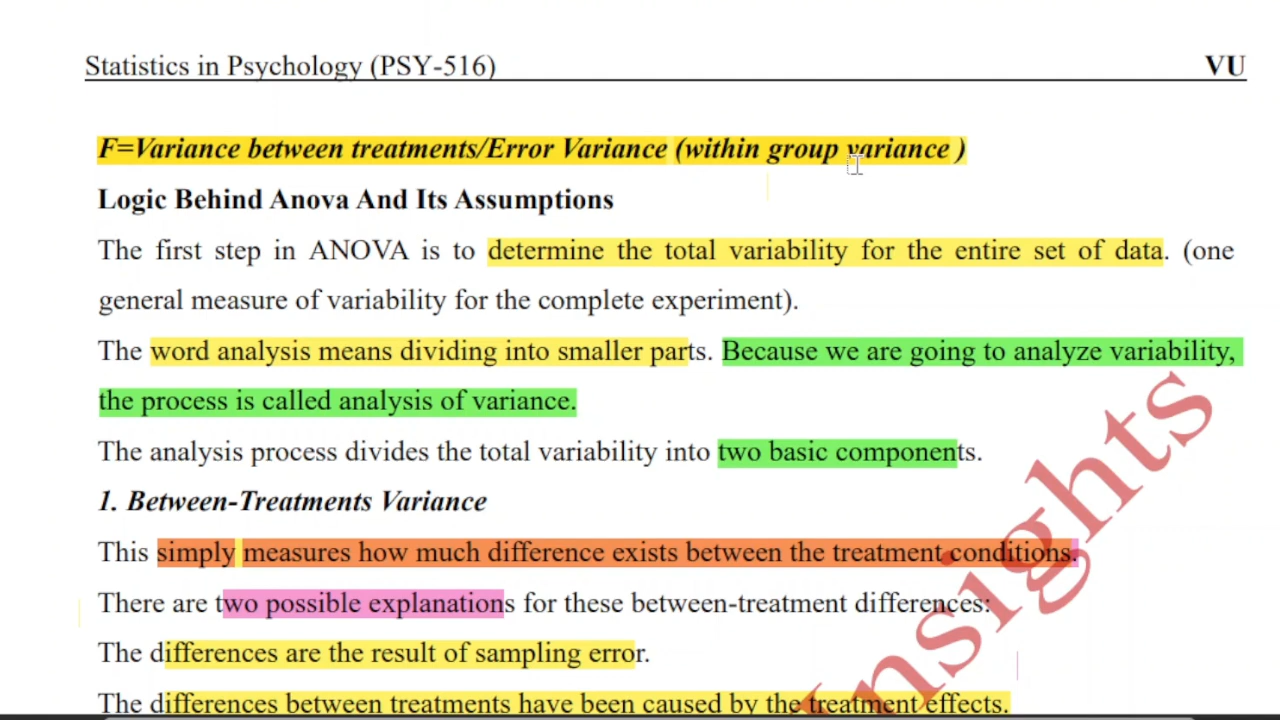 Statistics in Psychology (PSY-516) VU
F=Variance between treatments/Error Variance (within group variance )
Logic Behind Anova And Its Assumptions
The first step in ANOVA is to determine the total variability for the entire set of data. (one
general measure of variability for the complete experiment).
The word analysis means dividing into smaller parts. Because we are going to analyze variability,
the process is called analysis of variance.
The analysis process divides the total variability into two basic components.
1. Between-Treatments Variance
This simply measures how much difference exists between the treatment conditions.
There are two possible explanations for these between-treatment differences:
The differences are the result of sampling error.
The differences between treatments have been caused by the treatment effects.
Insights